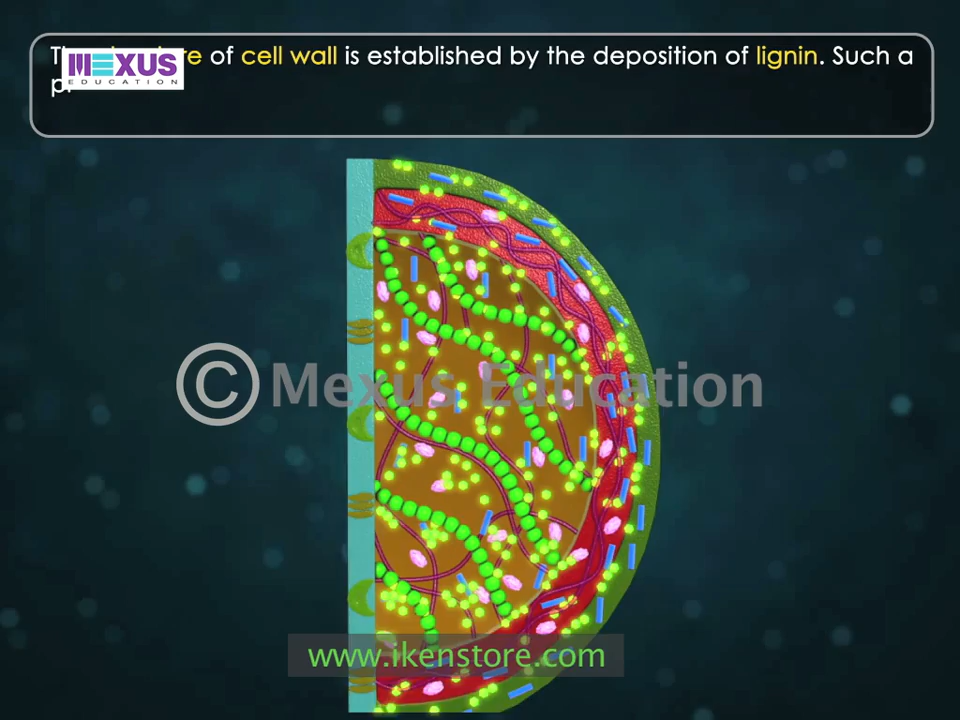 of cell wall is established by the deposition of lignin. Such a
MEXUS
EDUCATION
© Mexus Education
www.ikenstore.com